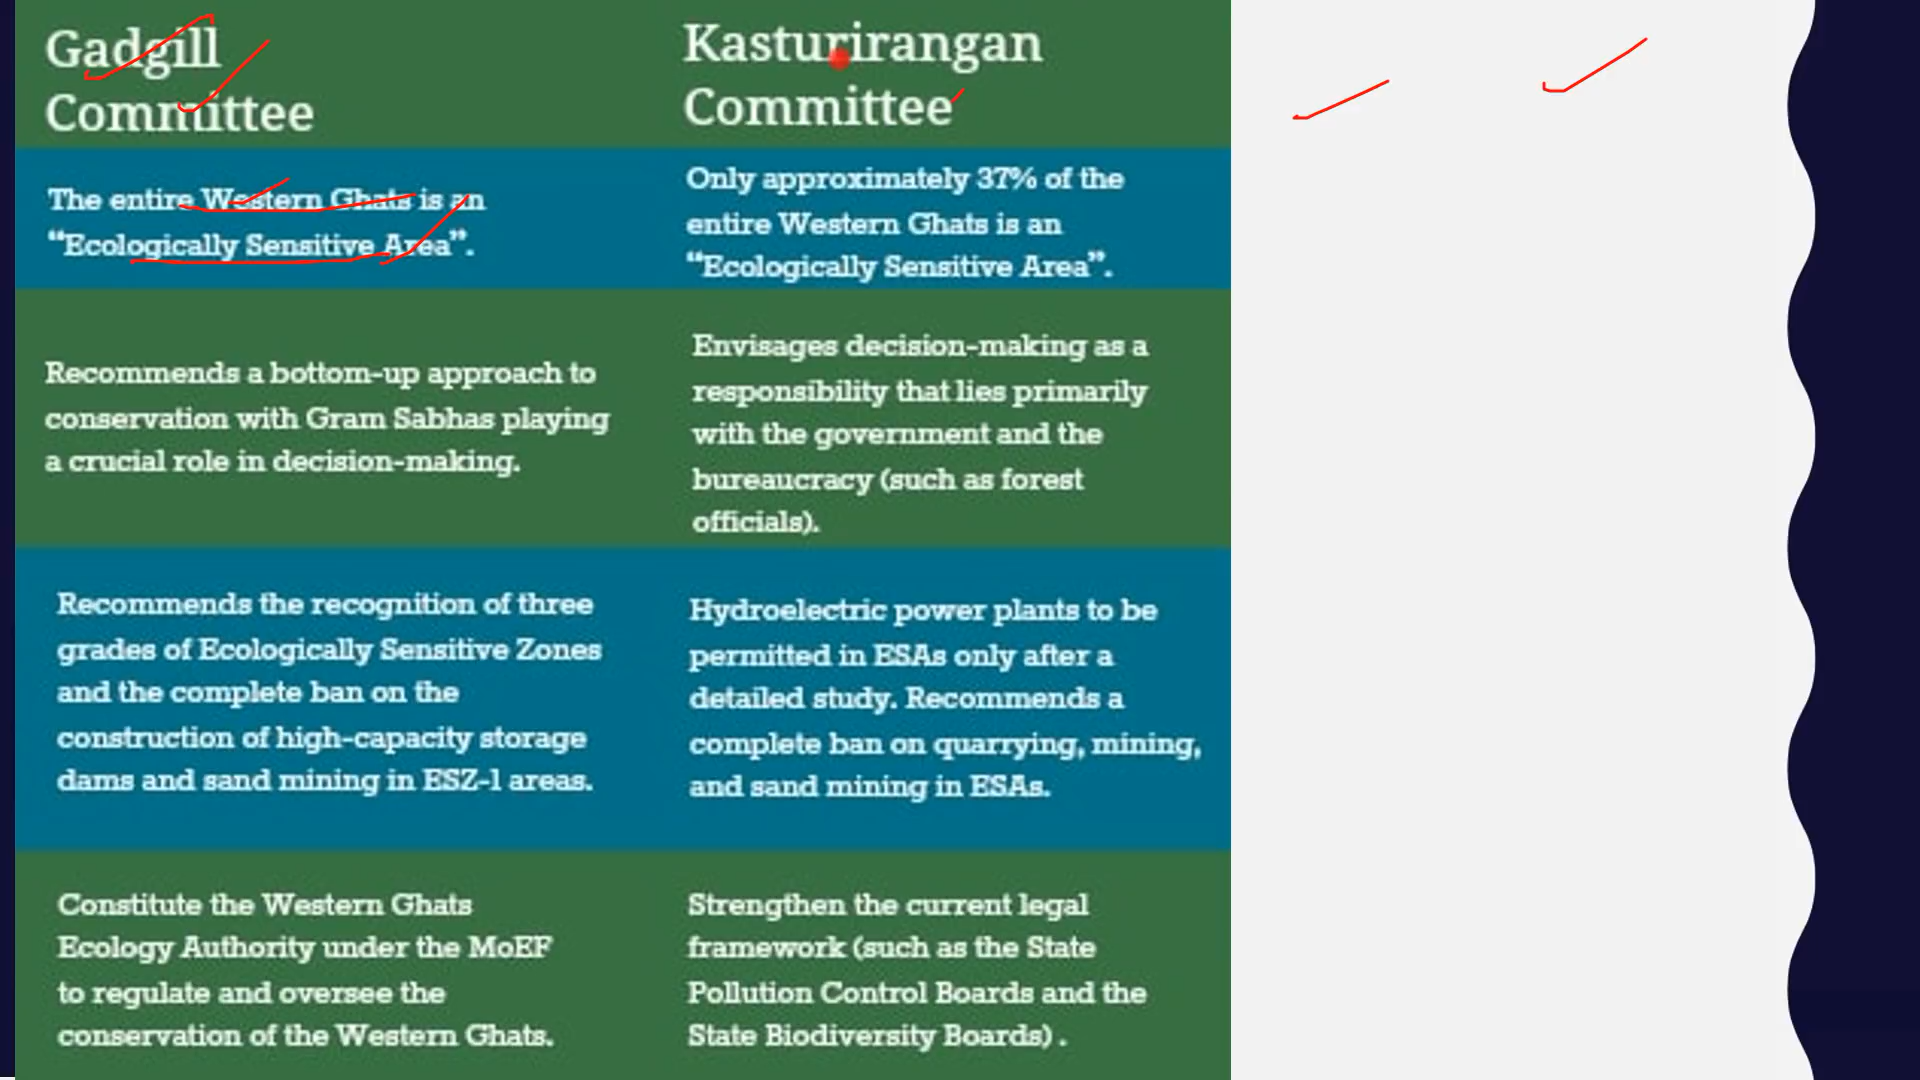 Gadgill
Committee
Kasturirangan
Committee
The entire Western Ghats is an
“Ecologically Sensitive Area”.
Only approximately 37% of the
entire Western Ghats is an
“Ecologically Sensitive Area”.
Recommends a bottom-up approach to
conservation with Gram Sabhas playing
a crucial role in decision-making.
Envisages decision-making as a
responsibility that lies primarily
with the government and the
bureaucracy (such as forest
officials).
Recommends the recognition of three
grades of Ecologically Sensitive Zones
and the complete ban on the
construction of high-capacity storage
dams and sand mining in ESZ-1 areas.
Hydroelectric power plants to be
permitted in ESAs only after a
detailed study. Recommends a
complete ban on quarrying, mining,
and sand mining in ESAs.
Constitute the Western Ghats
Ecology Authority under the MoEF
to regulate and oversee the
conservation of the Western Ghats.
Strengthen the current legal
framework (such as the State
Pollution Control Boards and the
State Biodiversity Boards) .